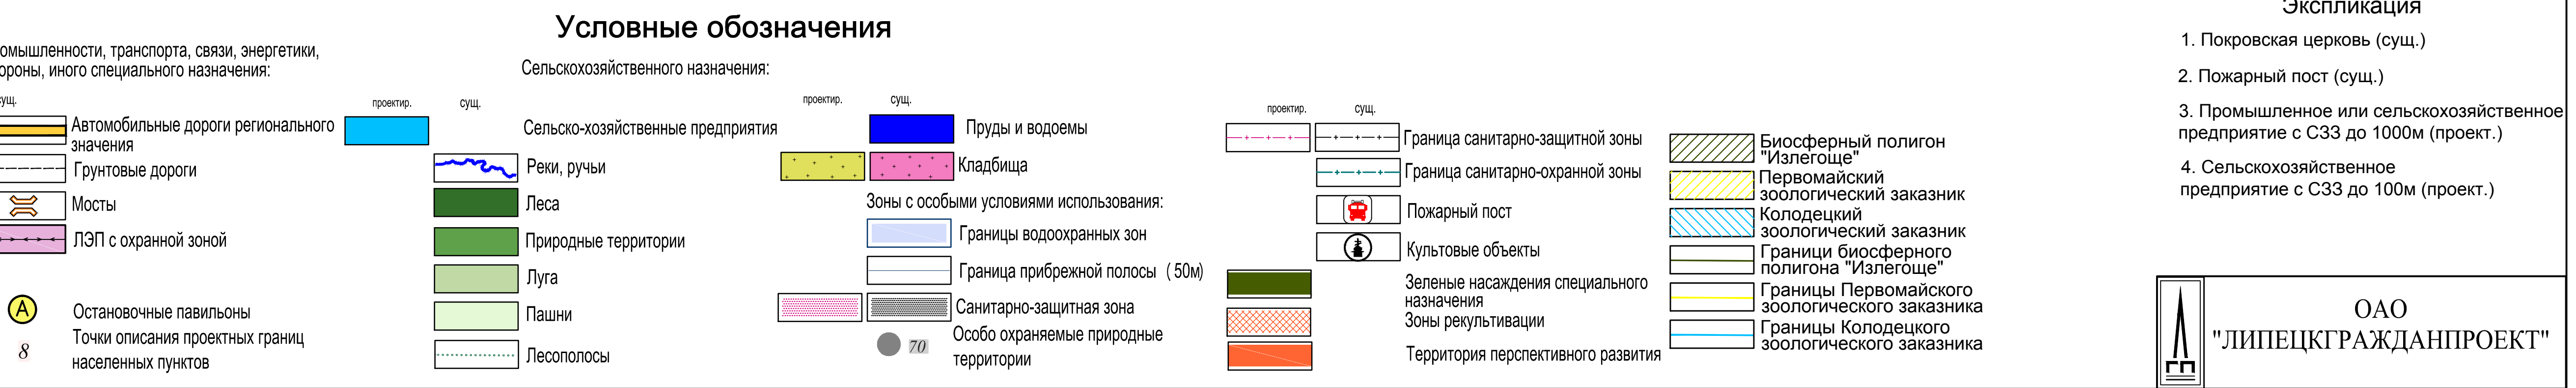 Условные обозначения
омышленности, транспорта, связи, энергетики,
ороны, иного специального назначения:
сущ.
Автомобильные дороги регионального
значения
Грунтовые дороги
Мосты
ЛЭП с охранной зоной
А
Остановочные павильоны
8
Точки описания проектных границ
населенных пунктов
Сельскохозяйственного назначения:
проектир. сущ.
Сельско-хозяйственные предприятия
Реки, ручьи
Леса
Природные территории
Луга
Пашни
Лесополосы
проектир. сущ.
Пруды и водоемы
Кладбища
Зоны с особыми условиями использования:
Границы водоохранных зон
Граница прибрежной полосы ( 50м)
Санитарно-защитная зона
70
Особо охраняемые природные
территории
проектир. сущ.
Граница санитарно-защитной зоны
Граница санитарно-охранной зоны
Пожарный пост
Культовые объекты
Зеленые насаждения специального
назначения
Зоны рекультивации
Территория перспективного развития
Биосферный полигон
"Излегоще"
Первомайский
зоологический заказник
Колодецкий
зоологический заказник
Граници биосферного
полигона "Излегоще"
Границы Первомайского
зоологического заказника
Границы Колодецкого
зоологического заказника
Экспликация
1. Покровская церковь (сущ.)
2. Пожарный пост (сущ.)
3. Промышленное или сельскохозяйственное
предприятие с СЗЗ до 1000м (проект.)
4. Сельскохозяйственное
предприятие с СЗЗ до 100м (проект.)
ОАО
"ЛИПЕЦКГРАЖДАНПРОЕКТ"